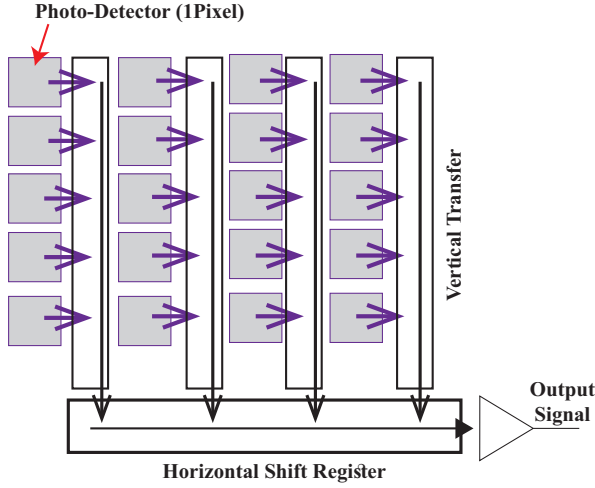 Photo-Detector (1Pixel)
Vertical Transfer
Output
Signal
Horizontal Shift Register